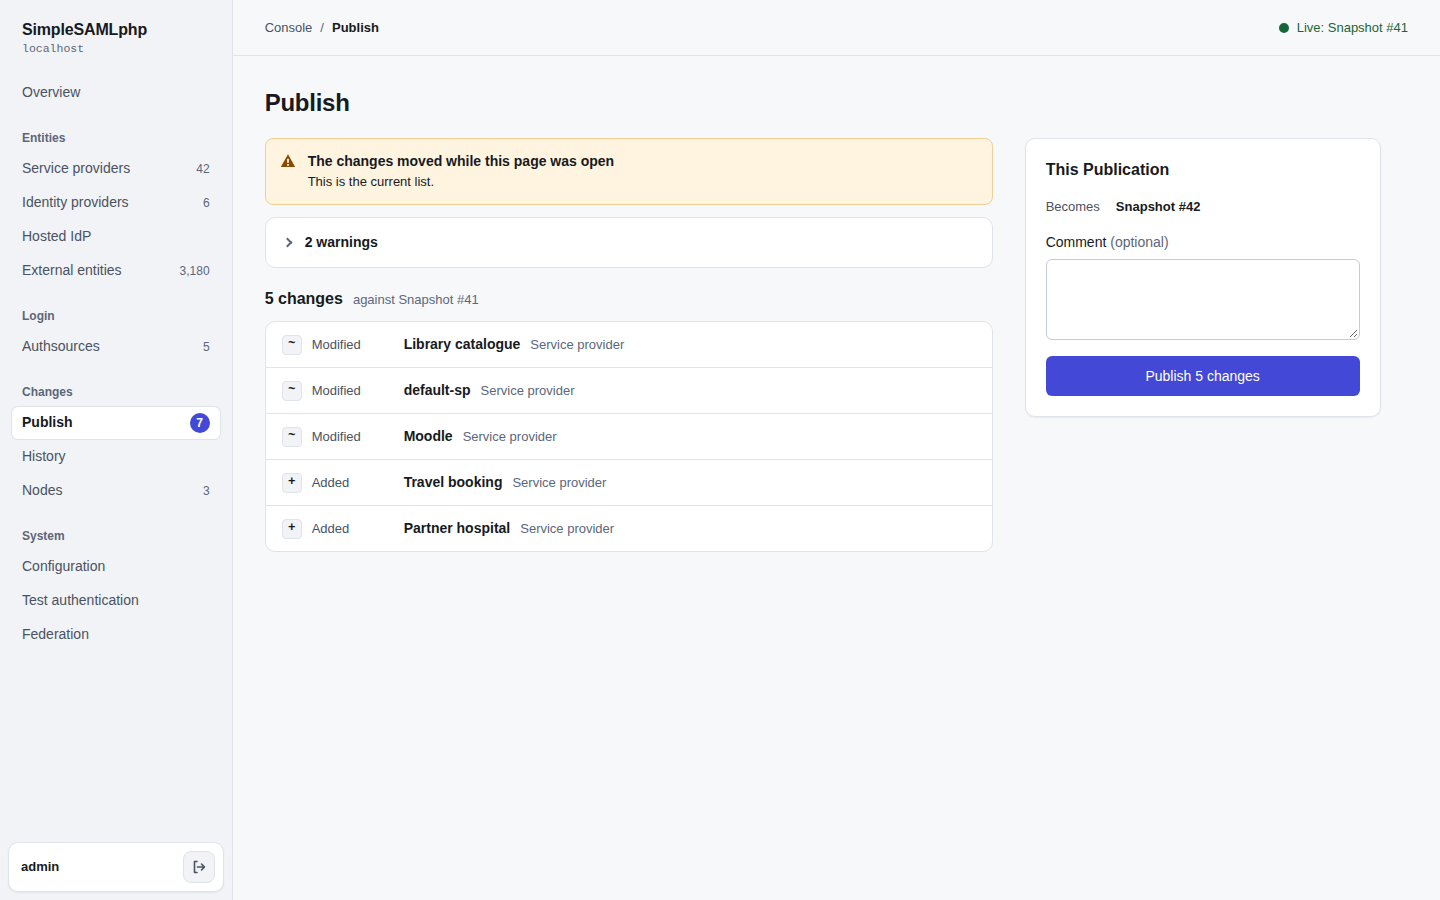 SimpleSAMLphp
localhost
Overview
Entities
Service providers 42
Identity providers 6
Hosted IdP
External entities 3,180
Login
Authsources 5
Changes
Publish 7
History
Nodes 3
System
Configuration
Test authentication
Federation
admin
Console / Publish
Live: Snapshot #41
Publish
The changes moved while this page was open
This is the current list.
2 warnings
5 changes against Snapshot #41
~ Modified Library catalogue Service provider
~ Modified default-sp Service provider
~ Modified Moodle Service provider
+ Added Travel booking Service provider
+ Added Partner hospital Service provider
This Publication
Becomes Snapshot #42
Comment (optional)
Publish 5 changes